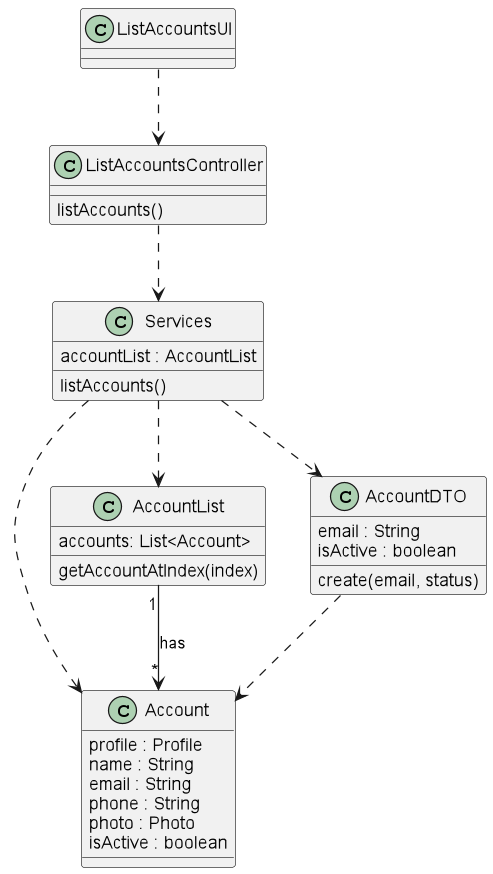 C ListAccountsUI
C ListAccountsController
listAccounts()
C Services
accountList : AccountList
listAccounts()
C AccountList
accounts: List<Account>
getAccountAtIndex(index)
C AccountDTO
email : String
isActive : boolean
create(email, status)
1
has
*
C Account
profile : Profile
name : String
email : String
phone : String
photo : Photo
isActive : boolean